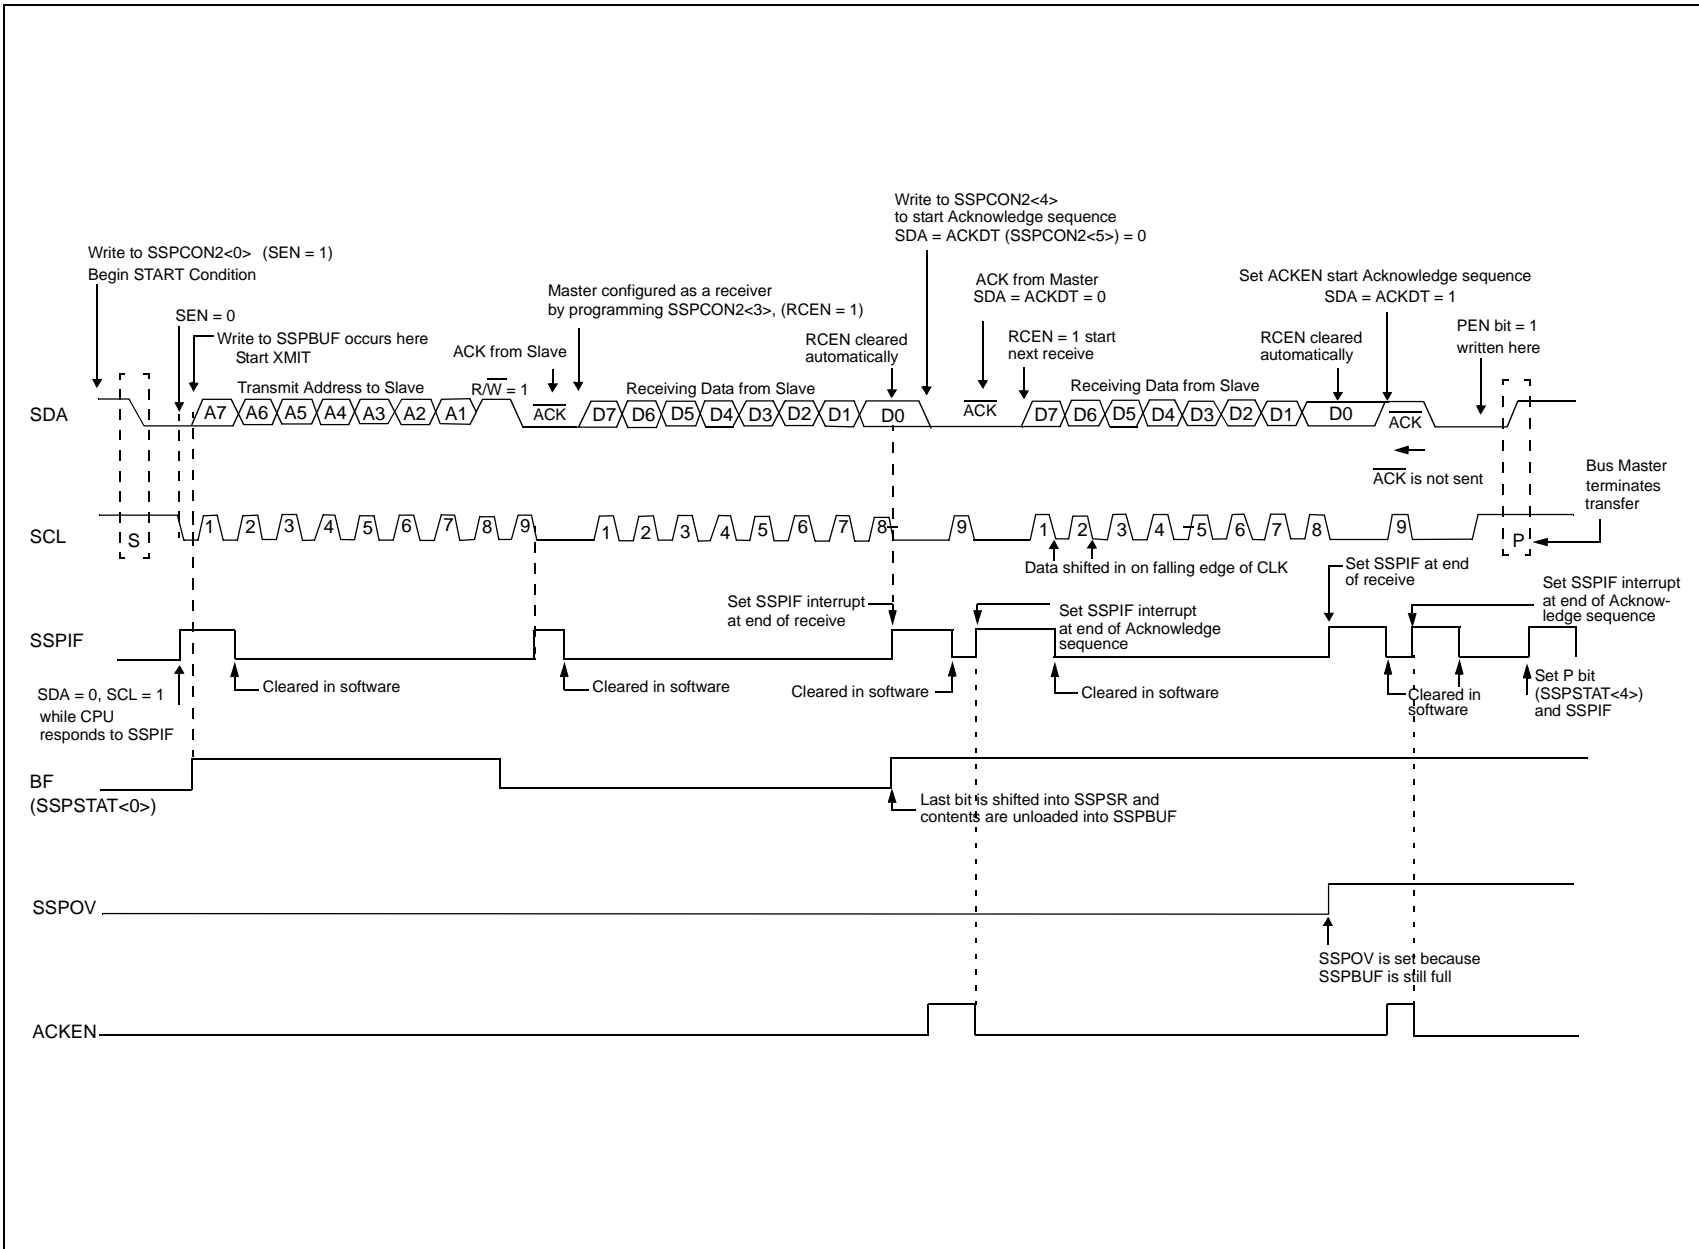 Write to SSPCON2<4>
to start Acknowledge sequence
SDA = ACKDT (SSPCON2<5>) = 0
Write to SSPCON2<0> (SEN = 1)
Begin START Condition
ACK from Master
SDA = ACKDT = 0
Set ACKEN start Acknowledge sequence
SDA = ACKDT = 1
Master configured as a receiver
by programming SSPCON2<3>, (RCEN = 1)
SEN = 0
Write to SSPBUF occurs here
Start XMIT
ACK from Slave
RCEN cleared
automatically
RCEN = 1 start
next receive
RCEN cleared
automatically
PEN bit = 1
written here
Transmit Address to Slave
R/W = 1
Receiving Data from Slave
Receiving Data from Slave
SDA
A7 A6 A5 A4 A3 A2 A1 ACK D7 D6 D5 D4 D3 D2 D1 D0 ACK D7 D6 D5 D4 D3 D2 D1 D0 ACK
ACK is not sent
Bus Master
terminates
transfer
SCL
S 1 2 3 4 5 6 7 8 9 1 2 3 4 5 6 7 8 9 1 2 3 4 5 6 7 8 9 P
Data shifted in on falling edge of CLK
Set SSPIF at end
of receive
Set SSPIF interrupt
at end of receive
Set SSPIF interrupt
at end of Acknowledge
sequence
Set SSPIF interrupt
at end of Acknow-
ledge sequence
SSPIF
SDA = 0, SCL = 1
while CPU
responds to SSPIF
Cleared in software
Cleared in software
Cleared in software
Cleared in software
Cleared in
software
Set P bit
(SSPSTAT<4>)
and SSPIF
BF
(SSPSTAT<0>)
Last bit is shifted into SSPSR and
contents are unloaded into SSPBUF
SSPOV
SSPOV is set because
SSPBUF is still full
ACKEN